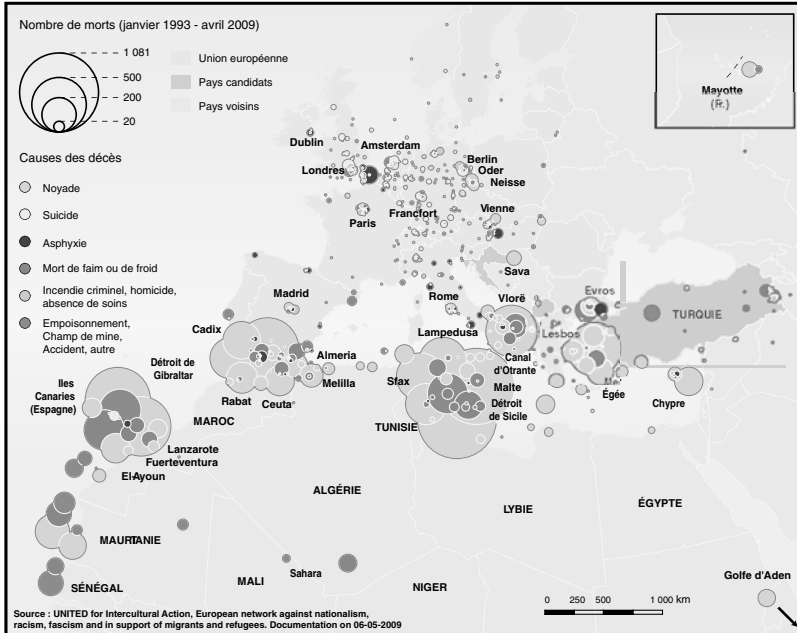 Nombre de morts (janvier 1993 - avril 2009)
1 081
500
200
20
Union européenne
Pays candidats
Pays voisins
Causes des décès
Noyade
Suicide
Asphyxie
Mort de faim ou de froid
Incendie criminel, homicide,
absence de soins
Empoisonnement,
Champ de mine,
Accident, autre
Mayotte
(Fr.)
Dublin
Amsterdam
Londres
Berlin
Oder
Neisse
Paris
Francfort
Vienne
Sava
Madrid
Rome
Vlorë
Evros
TURQUIE
Cadix
Lampedusa
Lesbos
Détroit de
Gibraltar
Almeria
Canal
d'Otrante
Melilla
Sfax
Malte
Égée
Chypre
Iles
Canaries
(Espagne)
Rabat
Ceuta
Détroit
de Sicile
MAROC
TUNISIE
Lanzarote
Fuerteventura
El-Ayoun
ALGÉRIE
LYBIE
ÉGYPTE
MAURTANIE
Sahara
SÉNÉGAL
MALI
NIGER
Golfe d'Aden
0 250 500 1 000 km
Source : UNITED for Intercultural Action, European network against nationalism,
racism, fascism and in support of migrants and refugees. Documentation on 06-05-2009